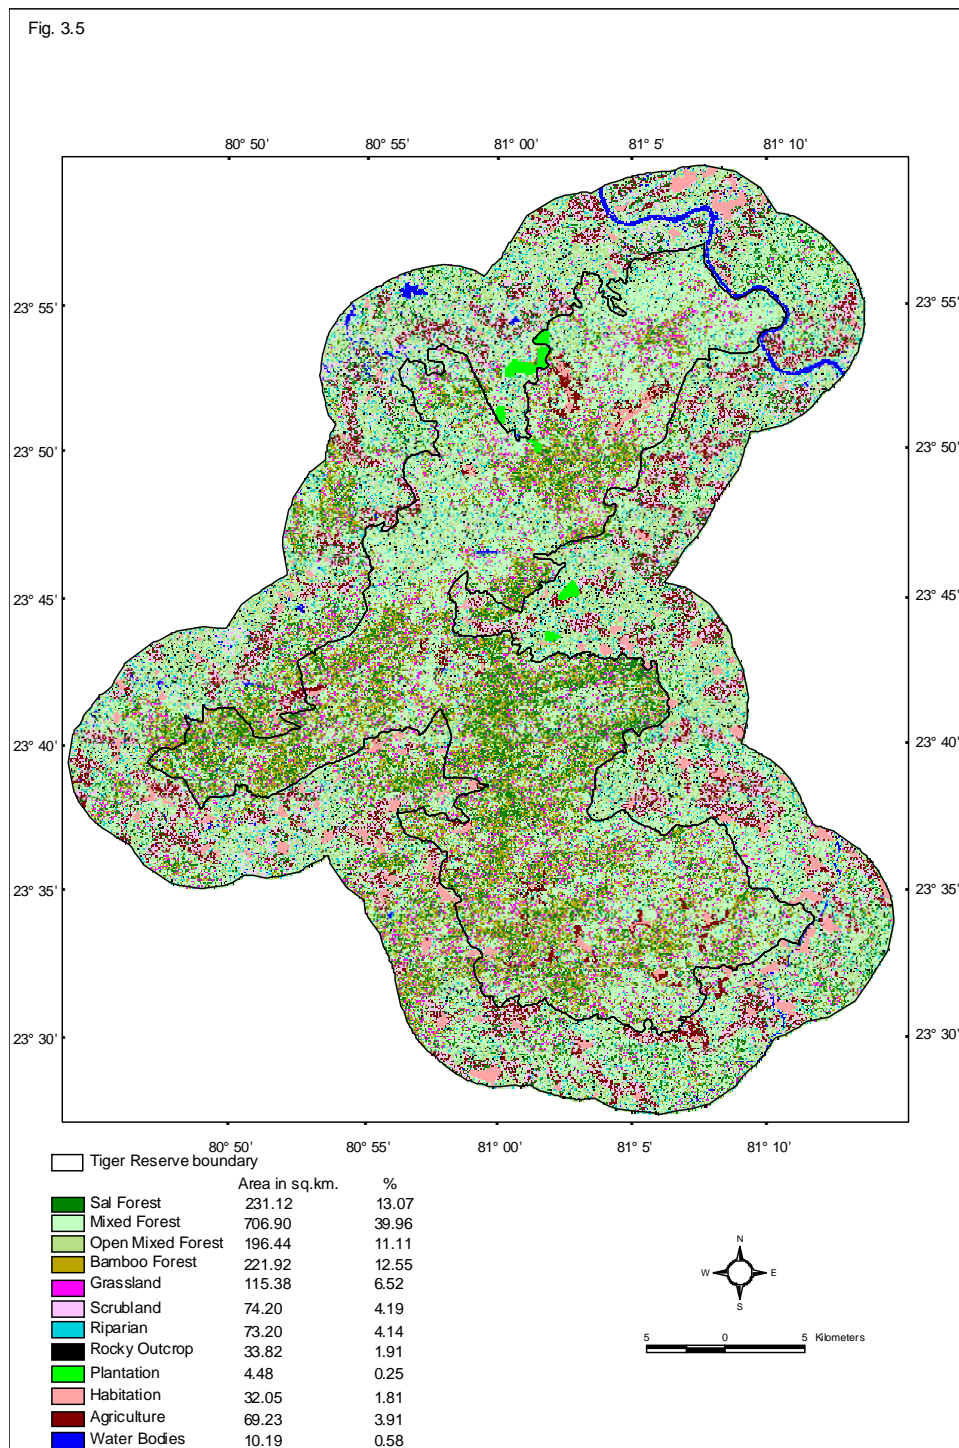 Fig. 3.5
80° 50' 80° 55' 81° 00' 81° 5' 81° 10'
23° 55' 23° 55'
23° 50' 23° 50'
23° 45' 23° 45'
23° 40' 23° 40'
23° 35' 23° 35'
23° 30' 23° 30'
80° 50' 80° 55' 81° 00' 81° 5' 81° 10'
Tiger Reserve boundary
Area in sq.km. %
Sal Forest 231.12 13.07
Mixed Forest 706.90 39.96
Open Mixed Forest 196.44 11.11
Bamboo Forest 221.92 12.55
Grassland 115.38 6.52
Scrubland 74.20 4.19
Riparian 73.20 4.14
Rocky Outcrop 33.82 1.91
Plantation 4.48 0.25
Habitation 32.05 1.81
Agriculture 69.23 3.91
Water Bodies 10.19 0.58
N
W E
S
5 0 5 Kilometers